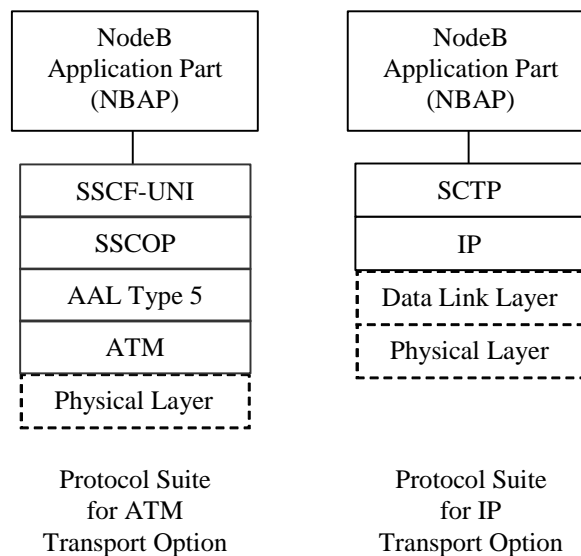 NodeB
Application Part
(NBAP)
SSCF-UNI
SSCOP
AAL Type 5
ATM
Physical Layer
Protocol Suite
for ATM
Transport Option
NodeB
Application Part
(NBAP)
SCTP
IP
Data Link Layer
Physical Layer
Protocol Suite
for IP
Transport Option